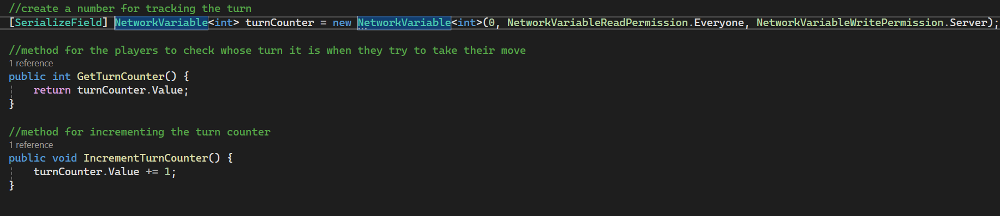 //create a number for tracking the turn
[SerializeField] NetworkVariable<int> turnCounter = new NetworkVariable<int>(0, NetworkVariableReadPermission.Everyone, NetworkVariableWritePermission.Server);
//method for the players to check whose turn it is when they try to take their move
1 reference
public int GetTurnCounter() {
return turnCounter.Value;
}
//method for incrementing the turn counter
1 reference
public void IncrementTurnCounter() {
turnCounter.Value += 1;
}